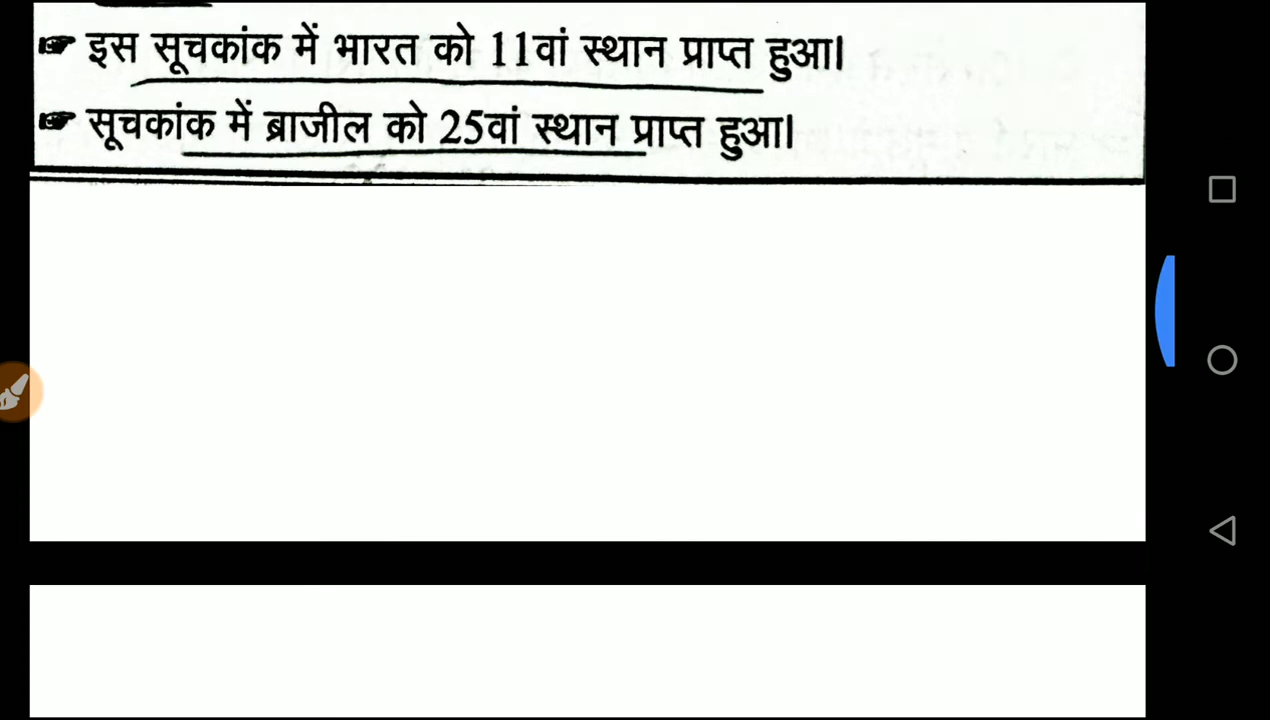 ☛ इस सूचकांक में भारत को 11वां स्थान प्राप्त हुआ।
☛ सूचकांक में ब्राजील को 25वां स्थान प्राप्त हुआ।